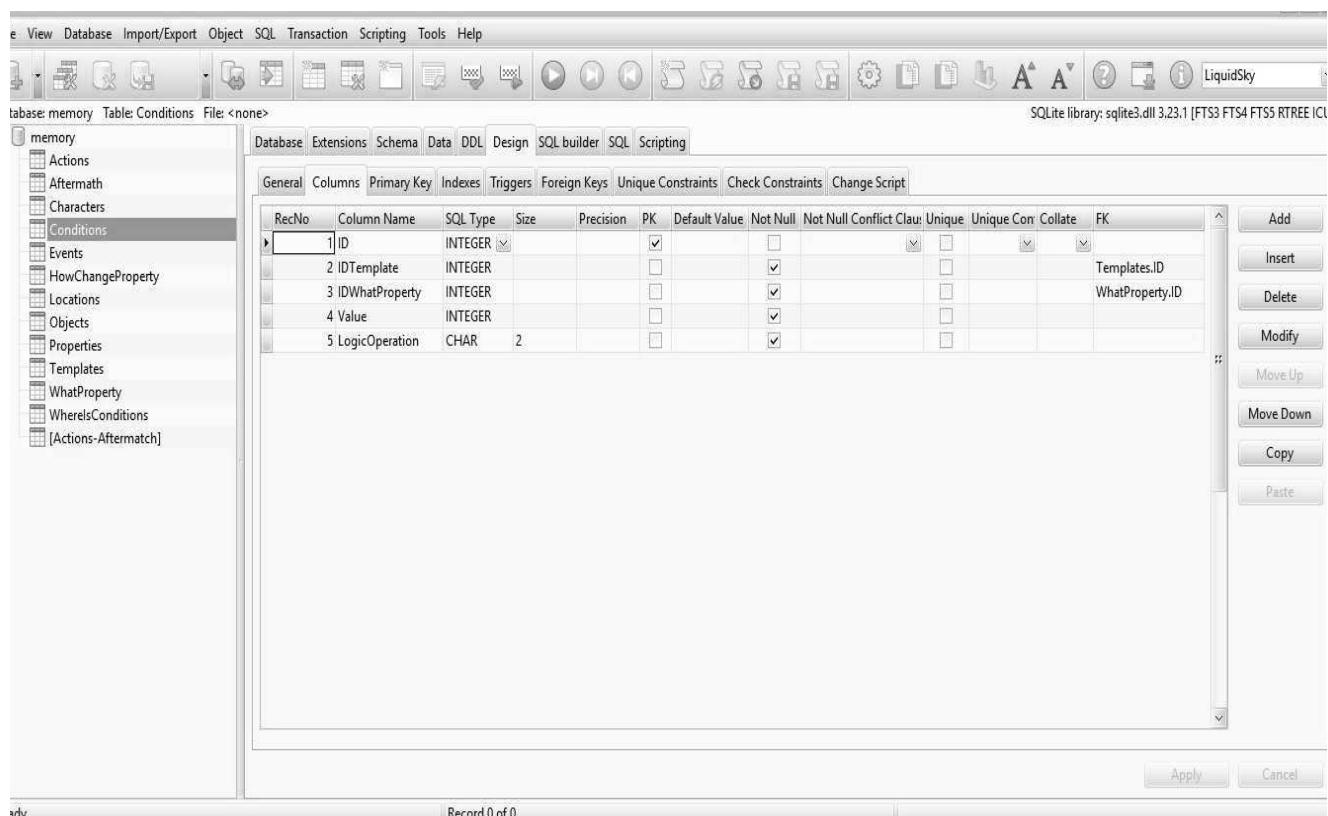 e View Database Import/Export Object SQL Transaction Scripting Tools Help
LiquidSky
tabase: memory Table: Conditions File: <none>
SQLite library: sqlite3.dll 3.23.1 [FTS3 FTS4 FTS5 RTREE ICU
memory
Actions
Aftermath
Characters
Conditions
Events
HowChangeProperty
Locations
Objects
Properties
Templates
WhatProperty
WhereIsConditions
[Actions-Aftermatch]
Database Extensions Schema Data DDL Design SQL builder SQL Scripting
General Columns Primary Key Indexes Triggers Foreign Keys Unique Constraints Check Constraints Change Script
RecNo Column Name SQL Type Size Precision PK Default Value Not Null Not Null Conflict Clau: Unique Unique Con Collate FK
1 ID INTEGER
2 IDTemplate INTEGER Templates.ID
3 IDWhatProperty INTEGER WhatProperty.ID
4 Value INTEGER
5 LogicOperation CHAR 2
Add
Insert
Delete
Modify
Move Up
Move Down
Copy
Paste
Apply Cancel
ady Record 0 of 0